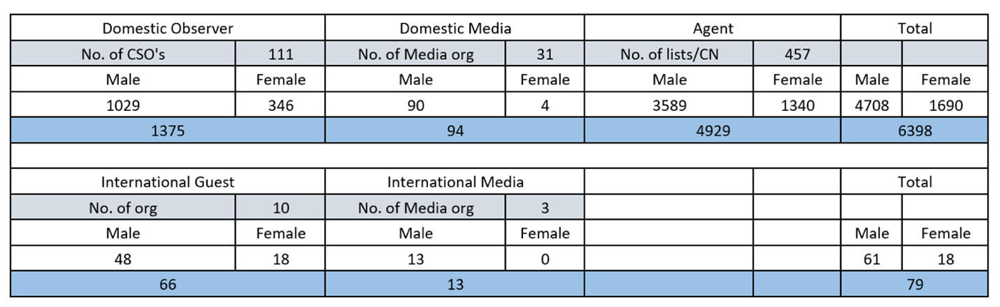 Domestic Observer Domestic Media Agent Total
No. of CSO's 111 No. of Media org 31 No. of lists/CN 457
Male Female Male Female Male Female Male Female
1029 346 90 4 3589 1340 4708 1690
1375 94 4929 6398
International Guest International Media Total
No. of org 10 No. of Media org 3
Male Female Male Female Male Female
48 18 13 0 61 18
66 13 79